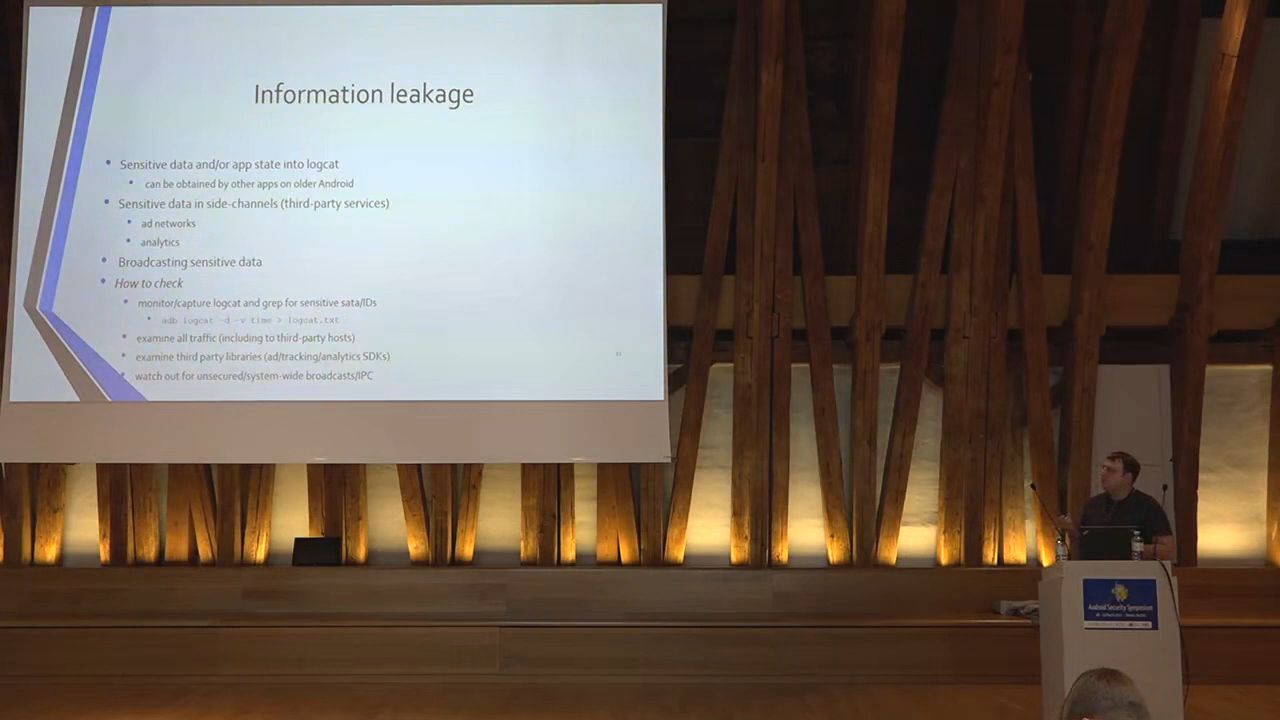 Information leakage
Sensitive data and/or app state into logcat
can be obtained by other apps on older Android
Sensitive data in side-channels (third-party services)
ad networks
analytics
Broadcasting sensitive data
How to check
monitor/capture logcat and grep for sensitive sata/IDs
adb logcat -d -v time > logcat.txt
examine all traffic (including to third-party hosts)
examine third party libraries (ad/tracking/analytics SDKs)
watch out for unsecured/system-wide broadcasts/IPC
Android Security Symposium